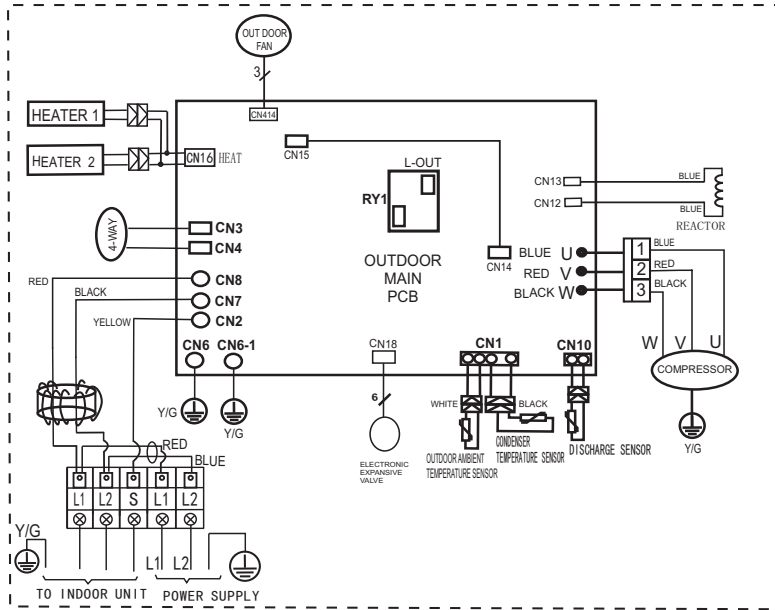 OUT DOOR
FAN
3
CN414
HEATER 1
HEATER 2
CN16 HEAT
CN15
L-OUT
RY1
CN13
CN12
BLUE
BLUE
REACTOR
4-WAY
CN3
CN4
CN8
CN7
CN2
RED
BLACK
YELLOW
OUTDOOR
MAIN
PCB
CN14
BLUE U
RED V
BLACK W
1
2
3
BLUE
RED
BLACK
W V U
COMPRESSOR
Y/G
CN6
CN6-1
Y/G
Y/G
CN18
6
ELECTRONIC
EXPANSIVE
VALVE
CN1
WHITE
BLACK
OUTDOOR AMBIENT
TEMPERATURE SENSOR
CONDENSER
TEMPERATURE SENSOR
CN10
DISCHARGE SENSOR
RED
BLUE
L1 L2 S L1 L2
Y/G
L1 L2
TO INDOOR UNIT
POWER SUPPLY